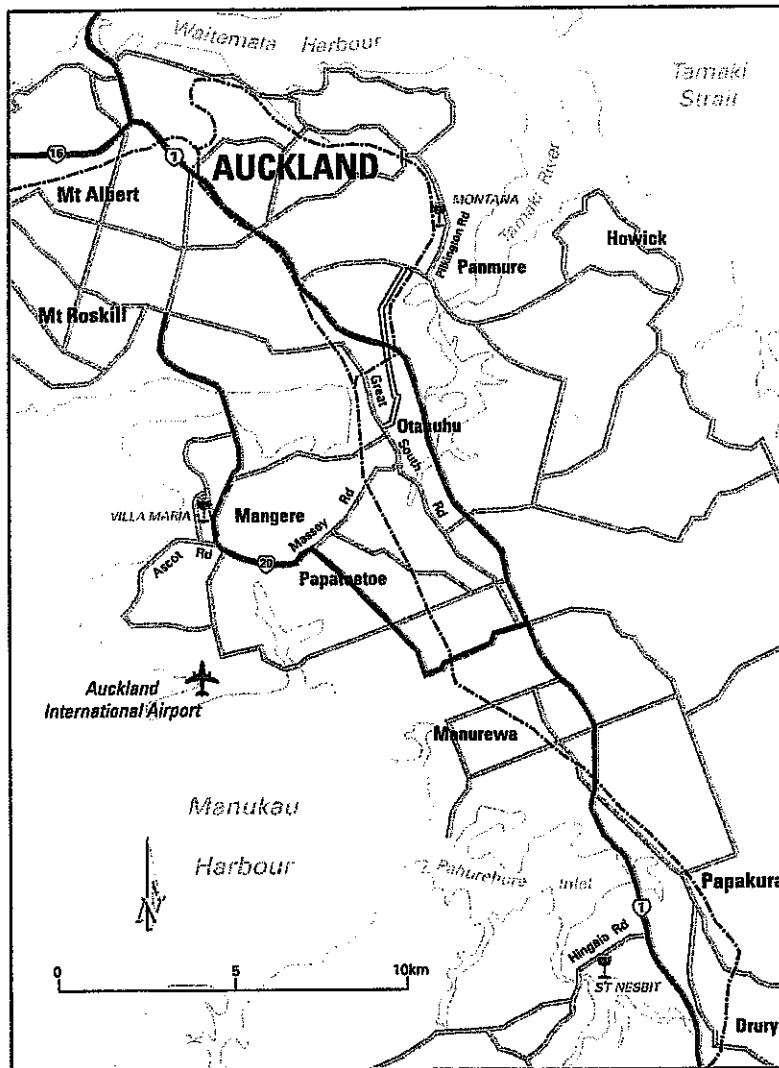 Waitemata Harbour
Tamaki
Strait
16
1
AUCKLAND
Mt Albert
MONTANA
Tamaki River
Pilkington Rd
Howick
Panmure
Mt Roskill
Great
South
Rd
Otahuhu
VILLA MARIA
Mangere
Massey Rd
Ascot Rd
20
Papatoetoe
Auckland
International Airport
Manurewa
Manukau
Harbour
Pahurehure Inlet
Papakura
1
N
Hingaia Rd
0 5 10km
ST NESBIT
Drury